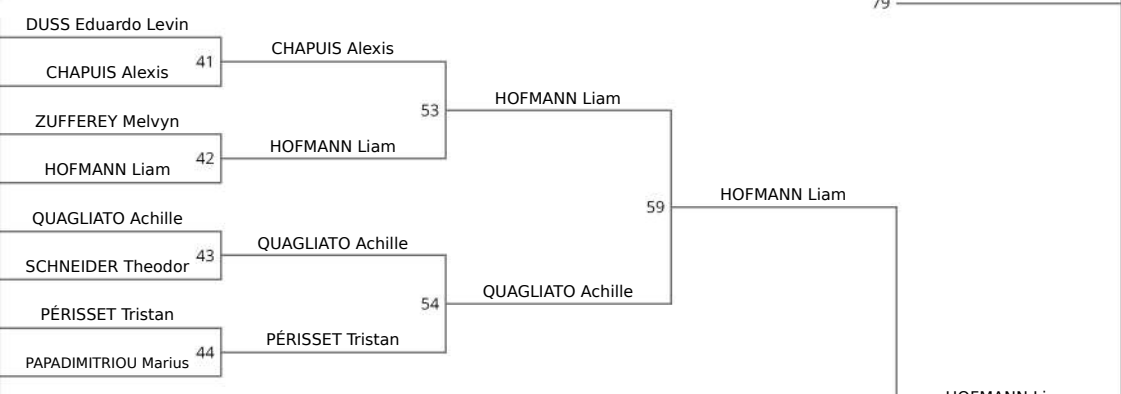 79
DUSS Eduardo Levin
41
CHAPUIS Alexis
CHAPUIS Alexis
53
HOFMANN Liam
ZUFFEREY Melvyn
42
HOFMANN Liam
HOFMANN Liam
59
HOFMANN Liam
QUAGLIATO Achille
43
QUAGLIATO Achille
SCHNEIDER Theodor
54
QUAGLIATO Achille
PÉRISSET Tristan
44
PÉRISSET Tristan
PAPADIMITRIOU Marius